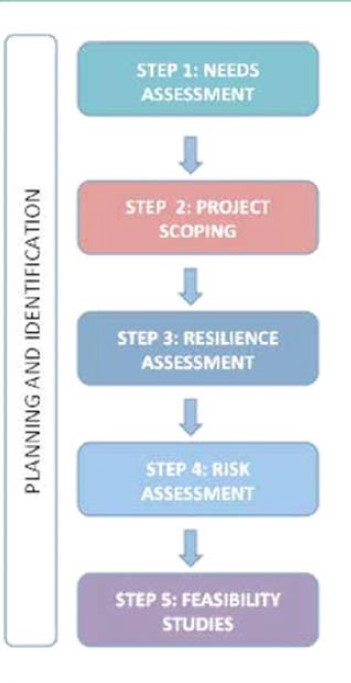 PLANNING AND IDENTIFICATION
STEP 1: NEEDS
ASSESSMENT
STEP 2: PROJECT
SCOPING
STEP 3: RESILIENCE
ASSESSMENT
STEP 4: RISK
ASSESSMENT
STEP 5: FEASIBILITY
STUDIES